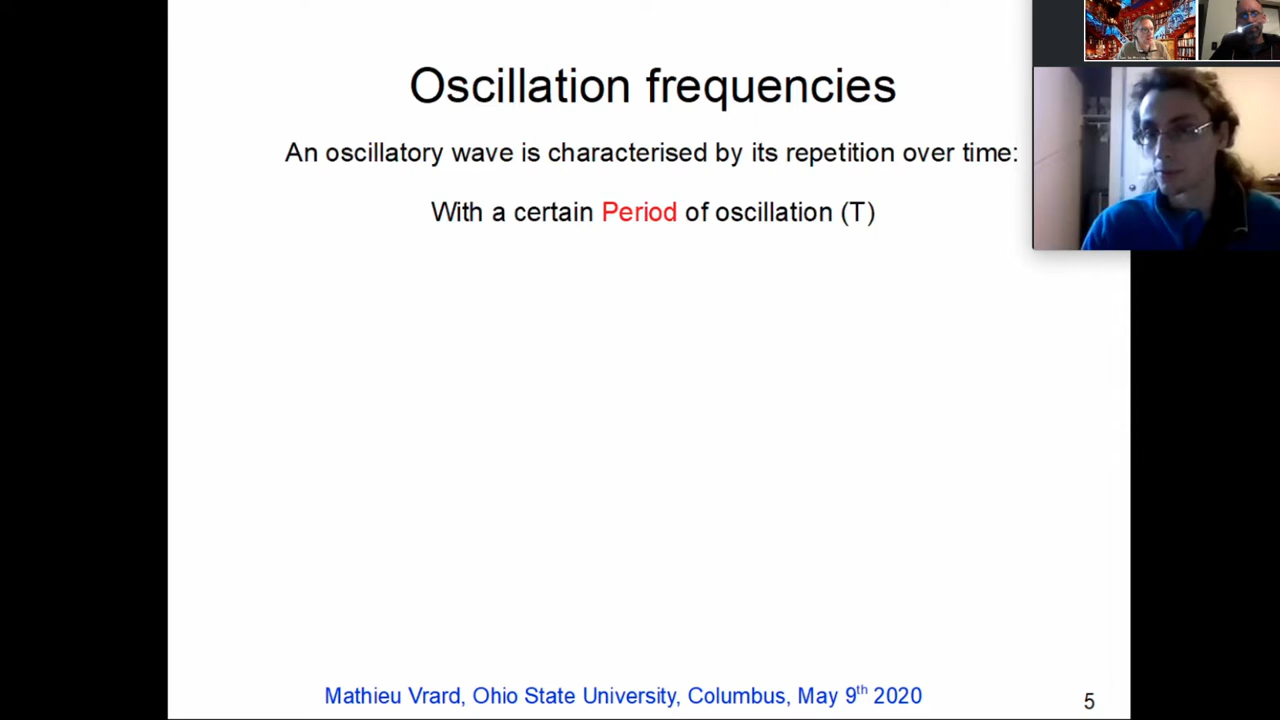 Oscillation frequencies
An oscillatory wave is characterised by its repetition over time:
With a certain Period of oscillation (T)
Mathieu Vrard, Ohio State University, Columbus, May 9th 2020
5